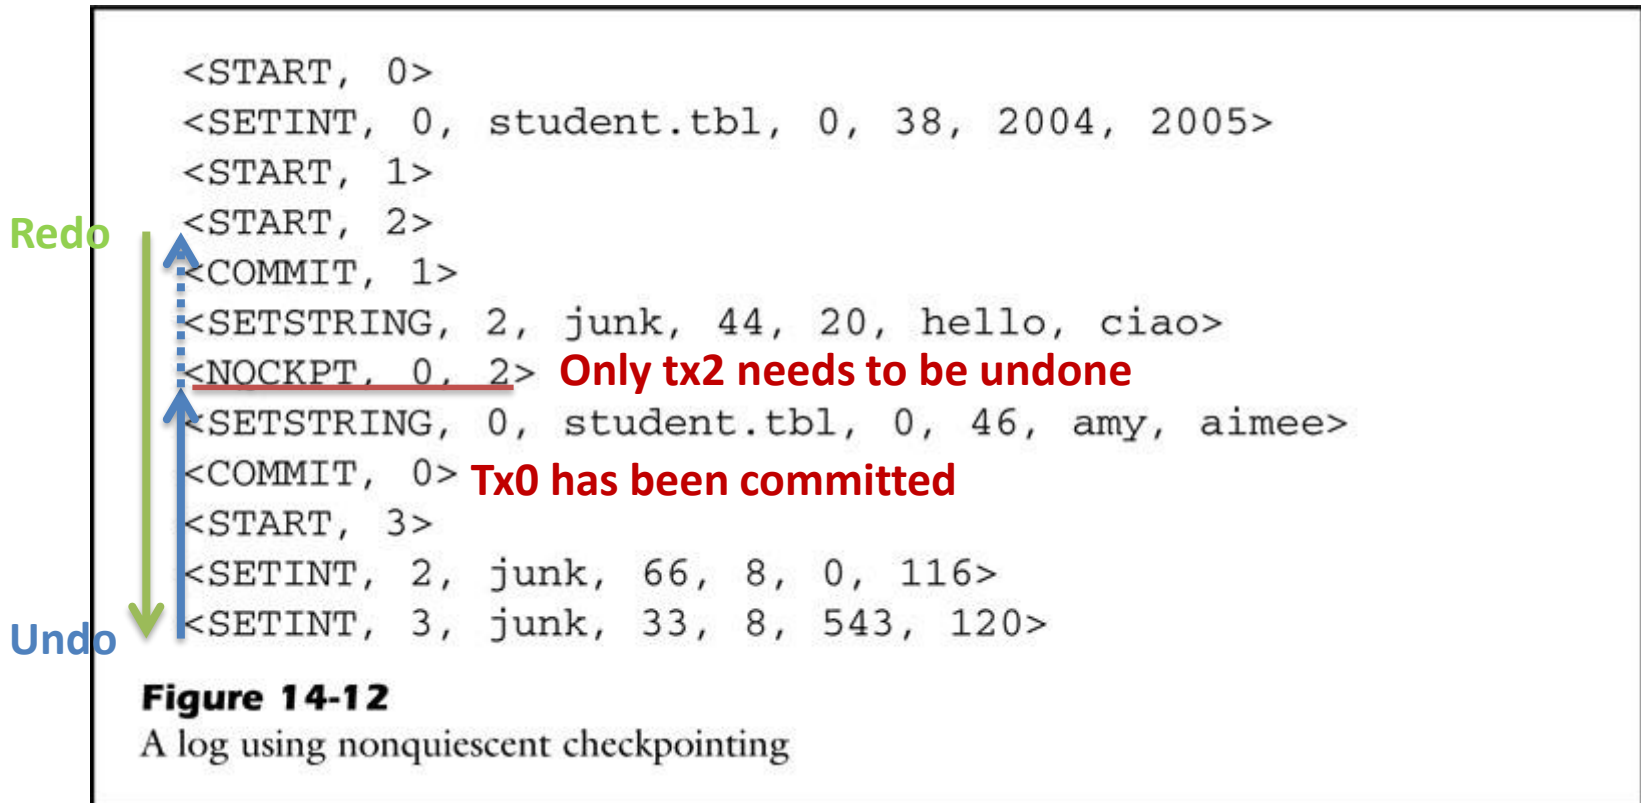 <START, 0>
<SETINT, 0, student.tbl, 0, 38, 2004, 2005>
<START, 1>
Redo <START, 2>
<COMMIT, 1>
<SETSTRING, 2, junk, 44, 20, hello, ciao>
<NOCKPT, 0, 2> Only tx2 needs to be undone
<SETSTRING, 0, student.tbl, 0, 46, amy, aimee>
<COMMIT, 0> Tx0 has been committed
<START, 3>
<SETINT, 2, junk, 66, 8, 0, 116>
Undo <SETINT, 3, junk, 33, 8, 543, 120>
Figure 14-12
A log using nonquiescent checkpointing